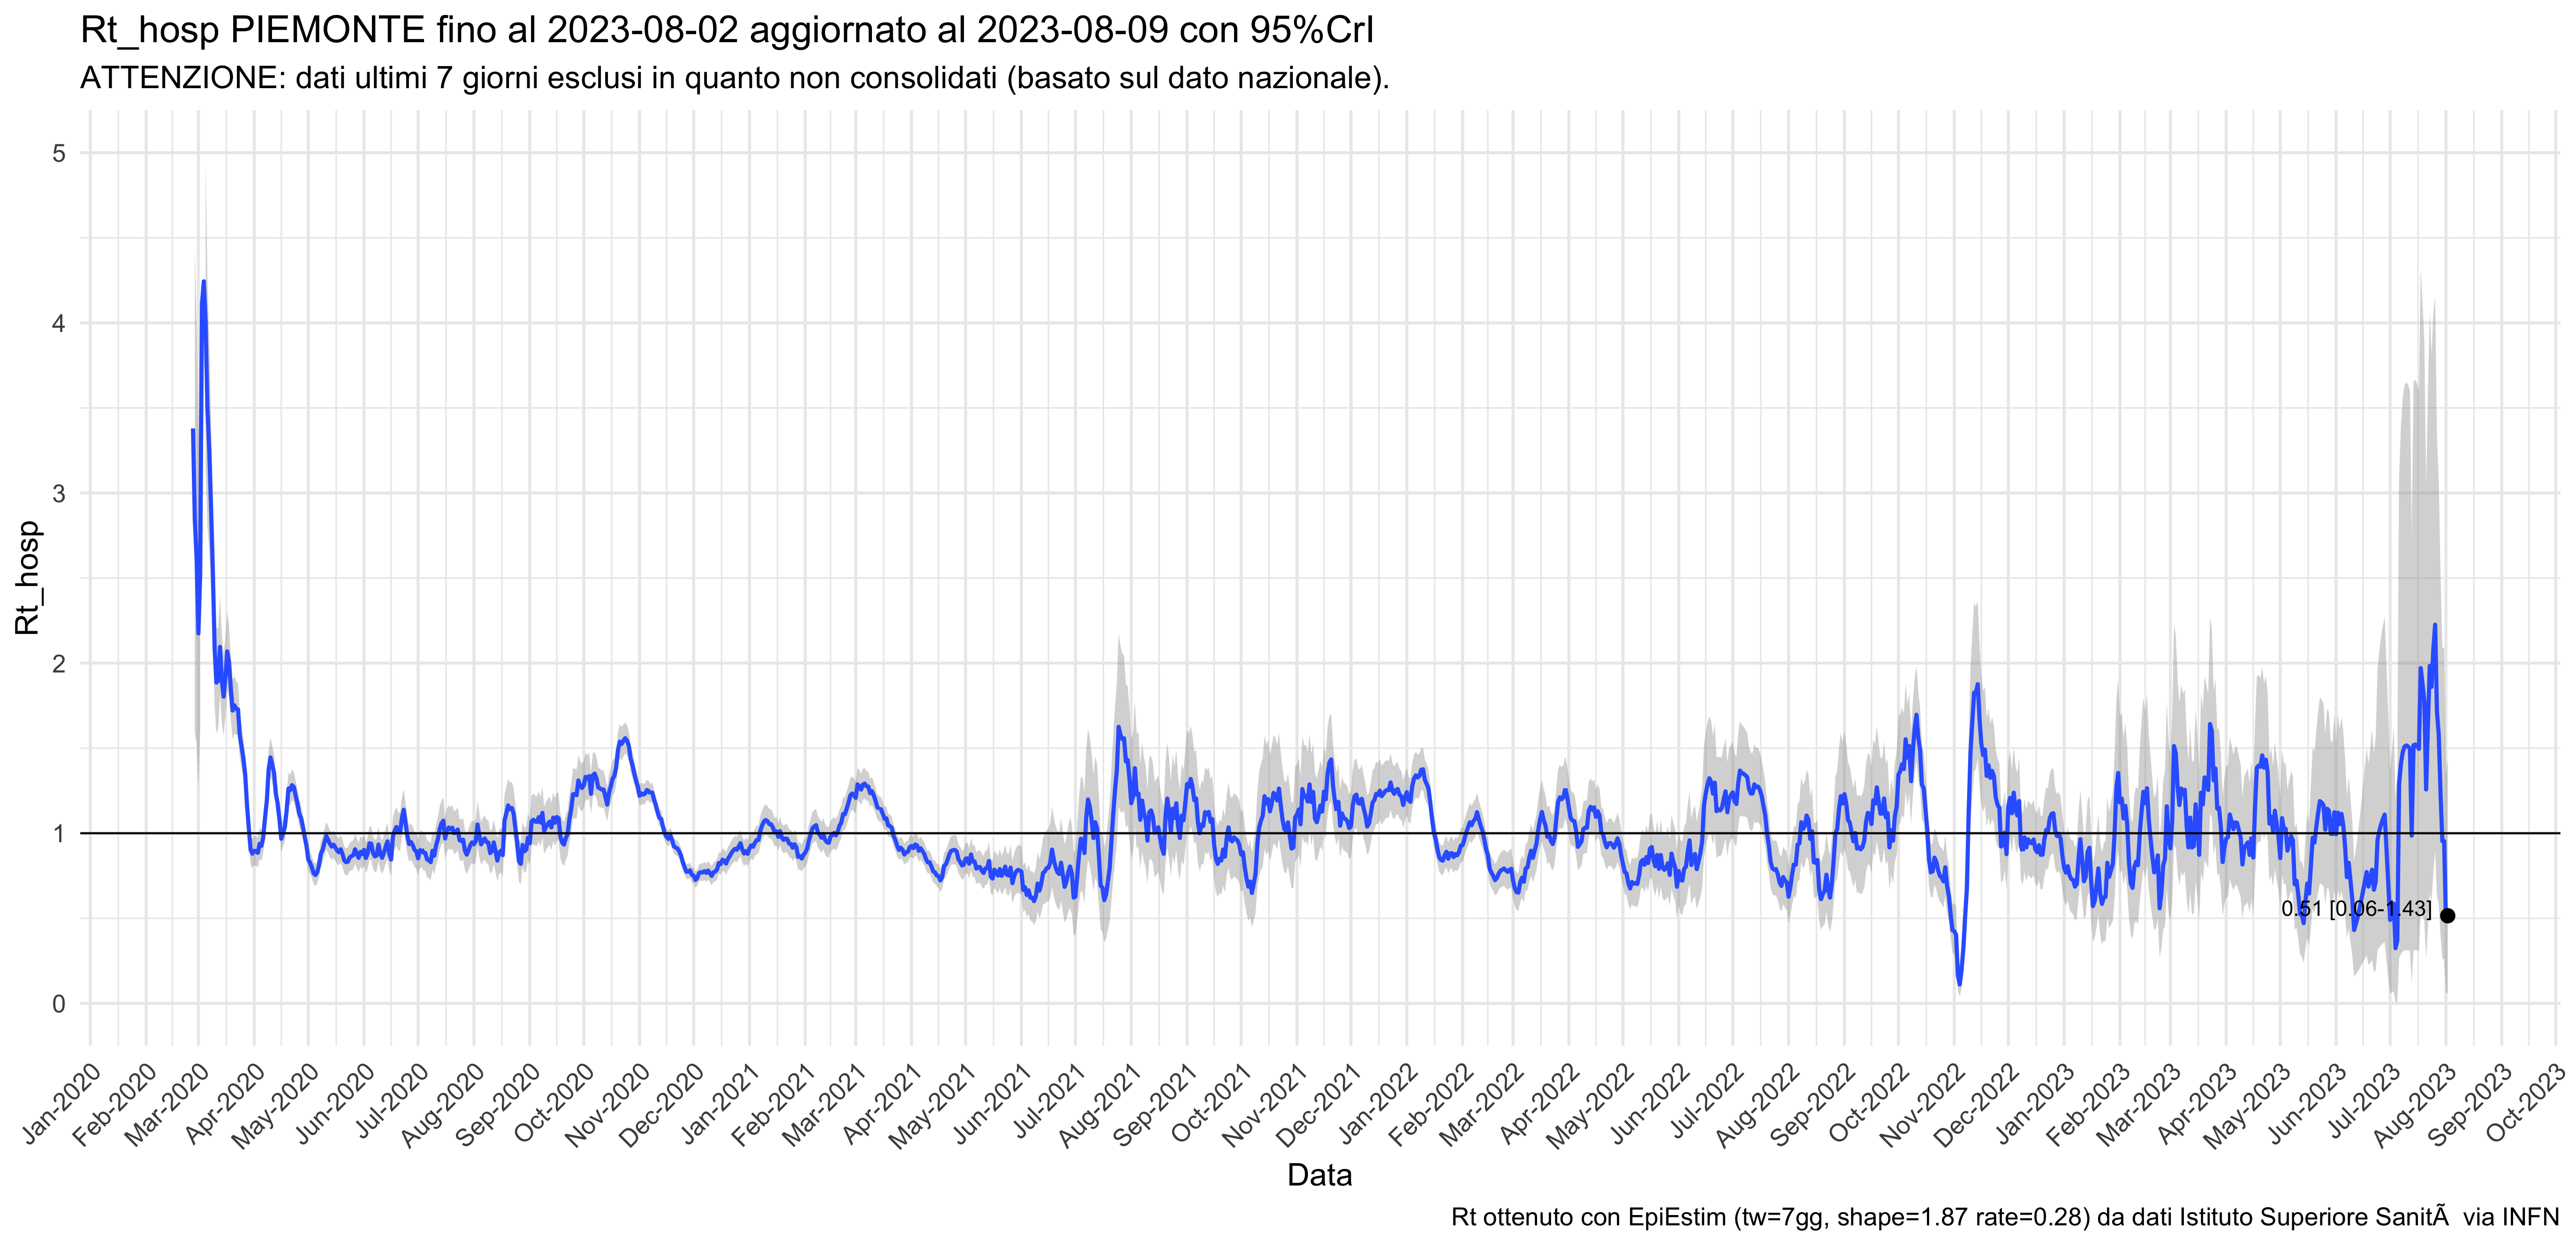 Rt_hosp PIEMONTE fino al 2023-08-02 aggiornato al 2023-08-09 con 95%CrI
ATTENZIONE: dati ultimi 7 giorni esclusi in quanto non consolidati (basato sul dato nazionale).
Rt_hosp
5
4
3
2
1
0
0.51 [0.06-1.43]
Jan-2020
Feb-2020
Mar-2020
Apr-2020
May-2020
Jun-2020
Jul-2020
Aug-2020
Sep-2020
Oct-2020
Nov-2020
Dec-2020
Jan-2021
Feb-2021
Mar-2021
Apr-2021
May-2021
Jun-2021
Jul-2021
Aug-2021
Sep-2021
Oct-2021
Nov-2021
Dec-2021
Jan-2022
Feb-2022
Mar-2022
Apr-2022
May-2022
Jun-2022
Jul-2022
Aug-2022
Sep-2022
Oct-2022
Nov-2022
Dec-2022
Jan-2023
Feb-2023
Mar-2023
Apr-2023
May-2023
Jun-2023
Jul-2023
Aug-2023
Sep-2023
Oct-2023
Data
Rt ottenuto con EpiEstim (tw=7gg, shape=1.87 rate=0.28) da dati Istituto Superiore SanitÃ  via INFN